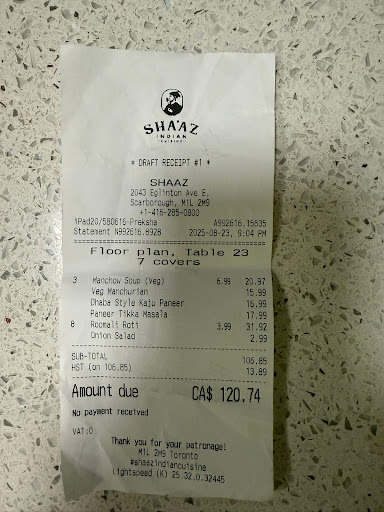 SHA'AZ
INDIAN
* DRAFT RECEIPT #1 *
SHAAZ
2043 Eglinton Ave E,
Scarborough, M1L 2M9
+1-416-285-0800
iPad20/580616-Preksha A992616.15535
Statement N992616.8928 2025-08-23, 9:04 PM
Floor plan, Table 23
7 covers
3 Manchow Soup (Veg) 6.99 20.97
Veg Manchurian 15.99
Dhaba Style Kaju Paneer 16.99
Paneer Tikka Masala 17.99
8 Roomali Roti 3.99 31.92
Onion Salad 2.99
SUB-TOTAL 106.85
HST (on 106.85) 13.89
Amount due CA$ 120.74
No payment received
VAT:0
Thank you for your patronage!
M1L 2M9 Toronto
#shaazindiancuisine
Lightspeed (K) 25.32.0.32445